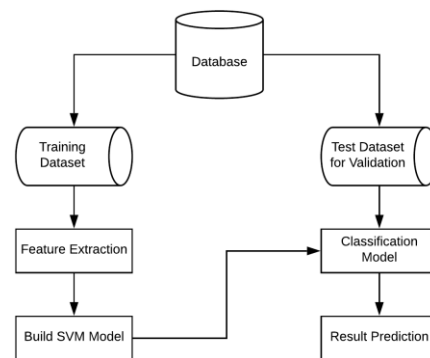 Database
Training
Dataset
Test Dataset
for Validation
Feature Extraction
Classification
Model
Build SVM Model
Result Prediction